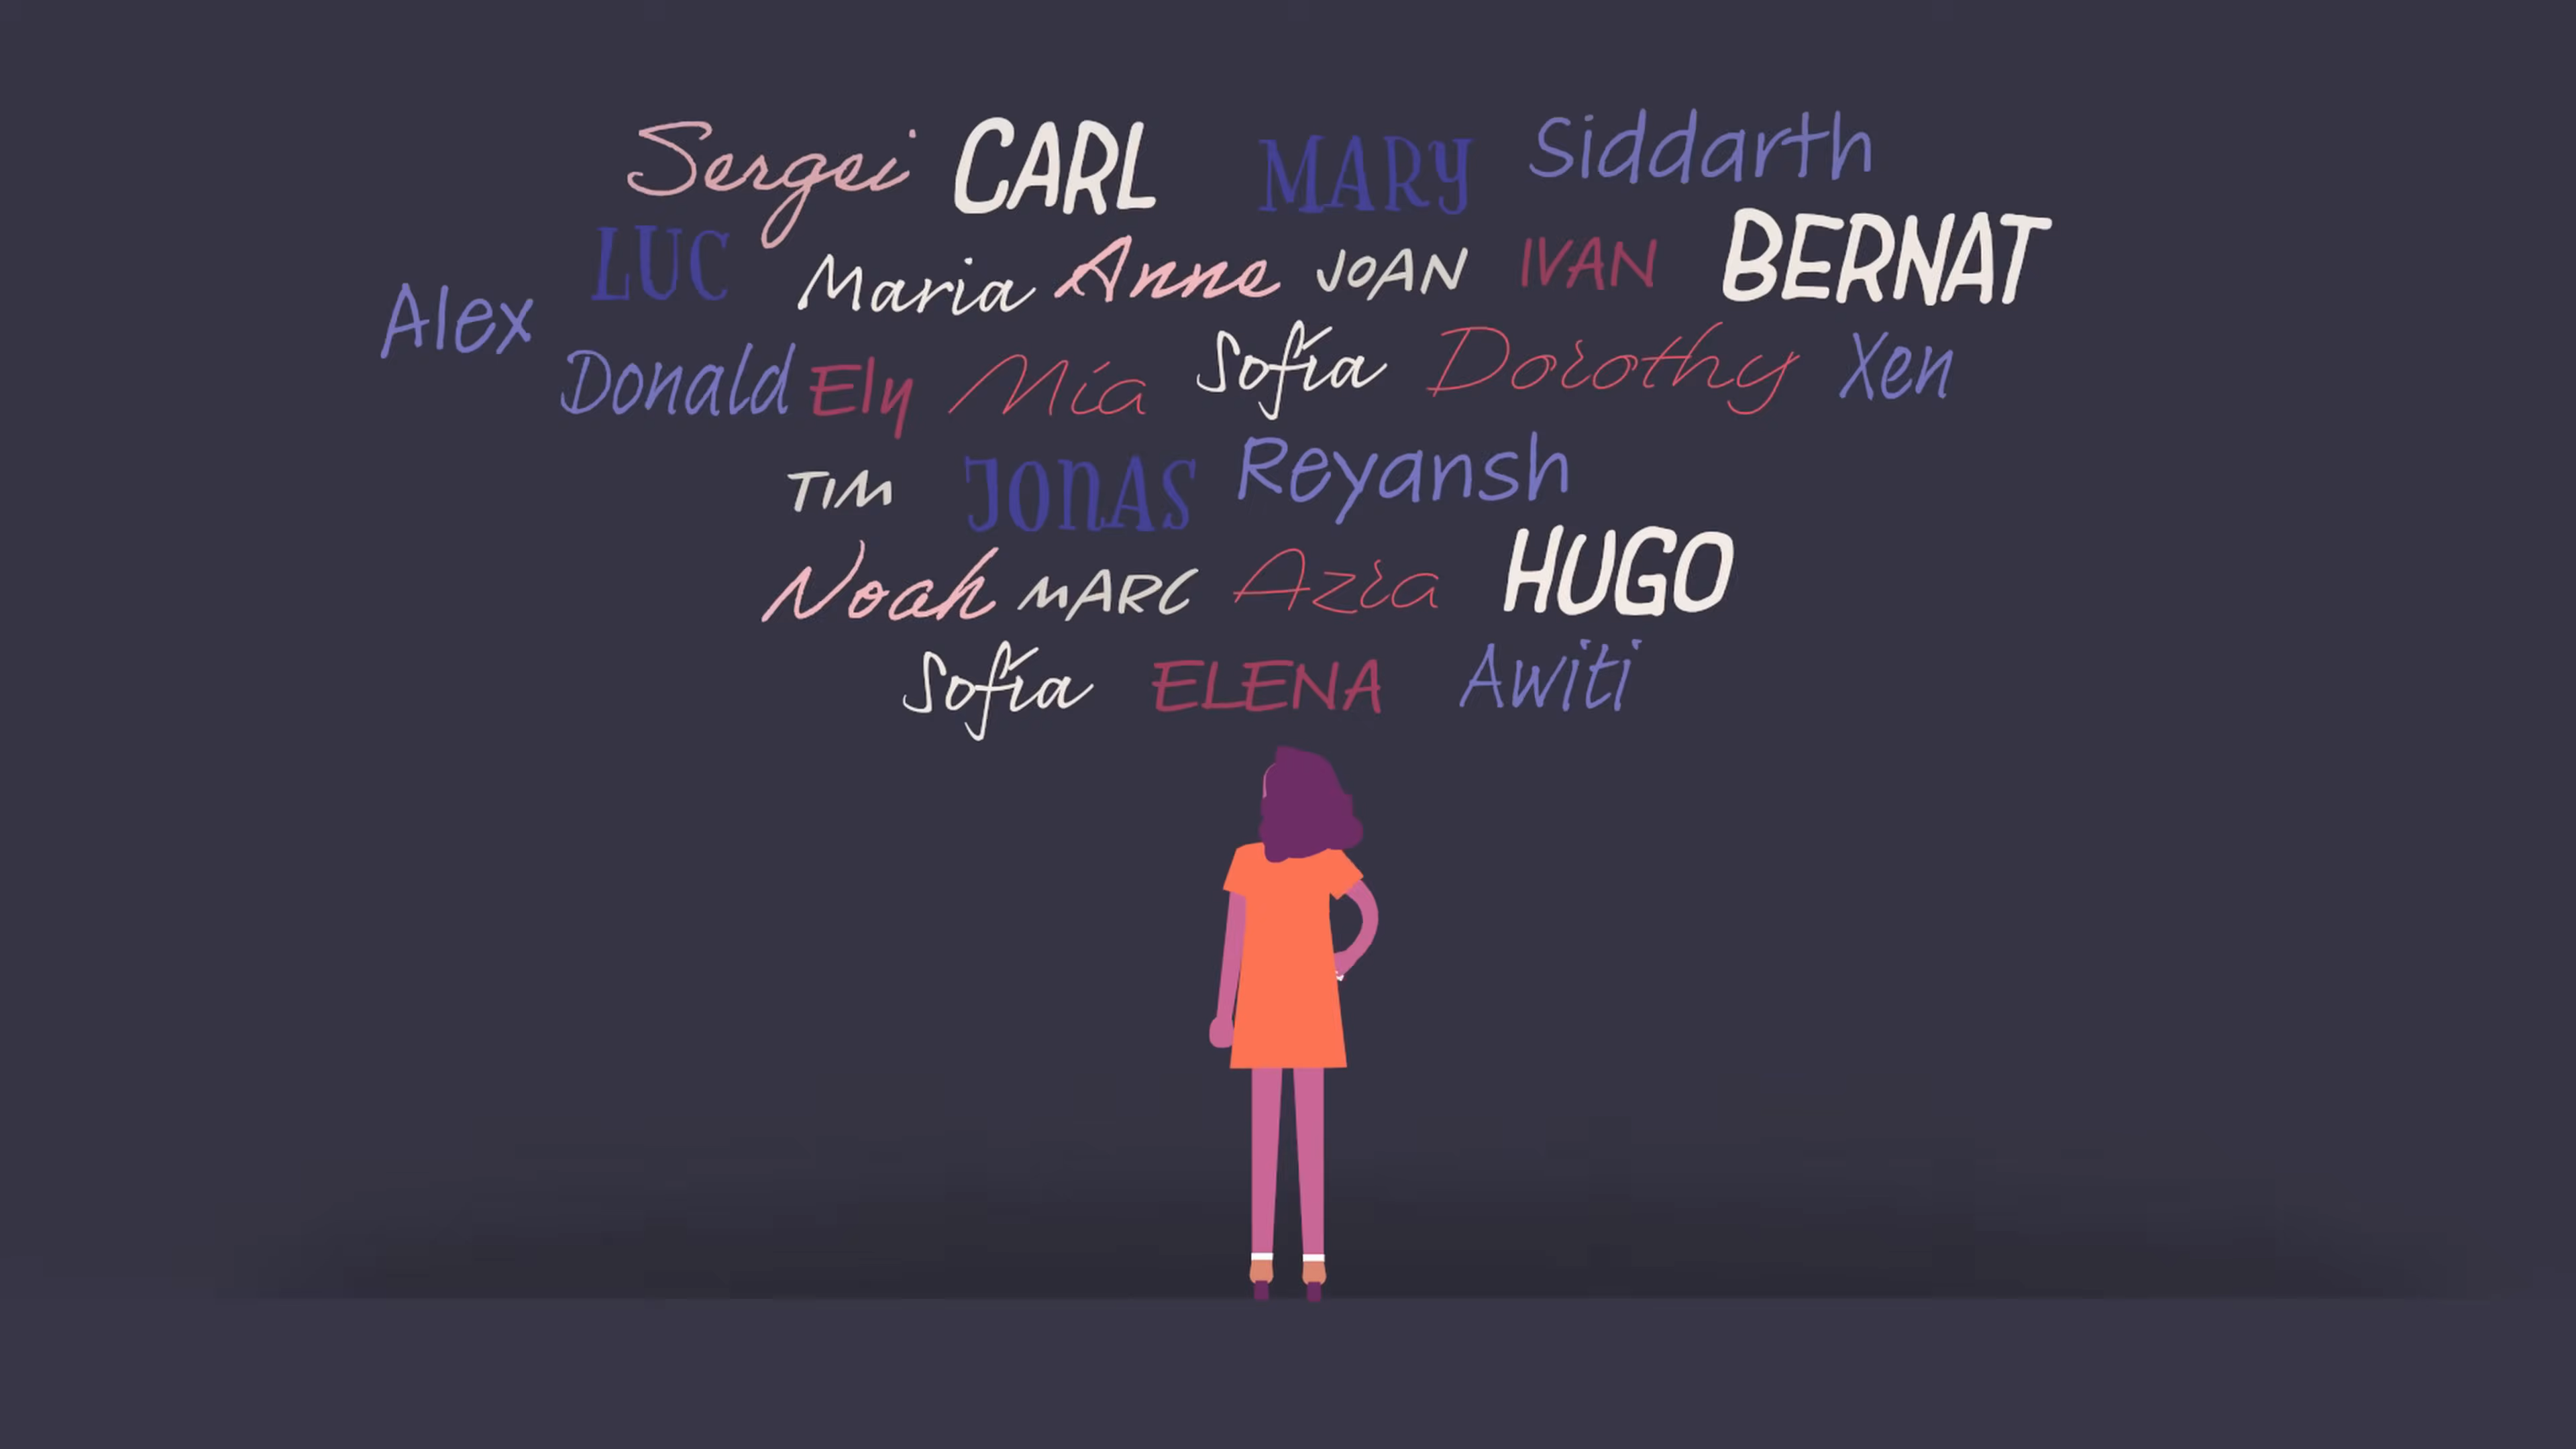 Sergei CARL MARY Siddarth
LUC Maria Anne JOAN IVAN BERNAT
Alex Donald Ely Mía Sofía Dorothy Xen
TIM JONAS Reyansh
Noah MARC Azia HUGO
Sofía ELENA Awiti